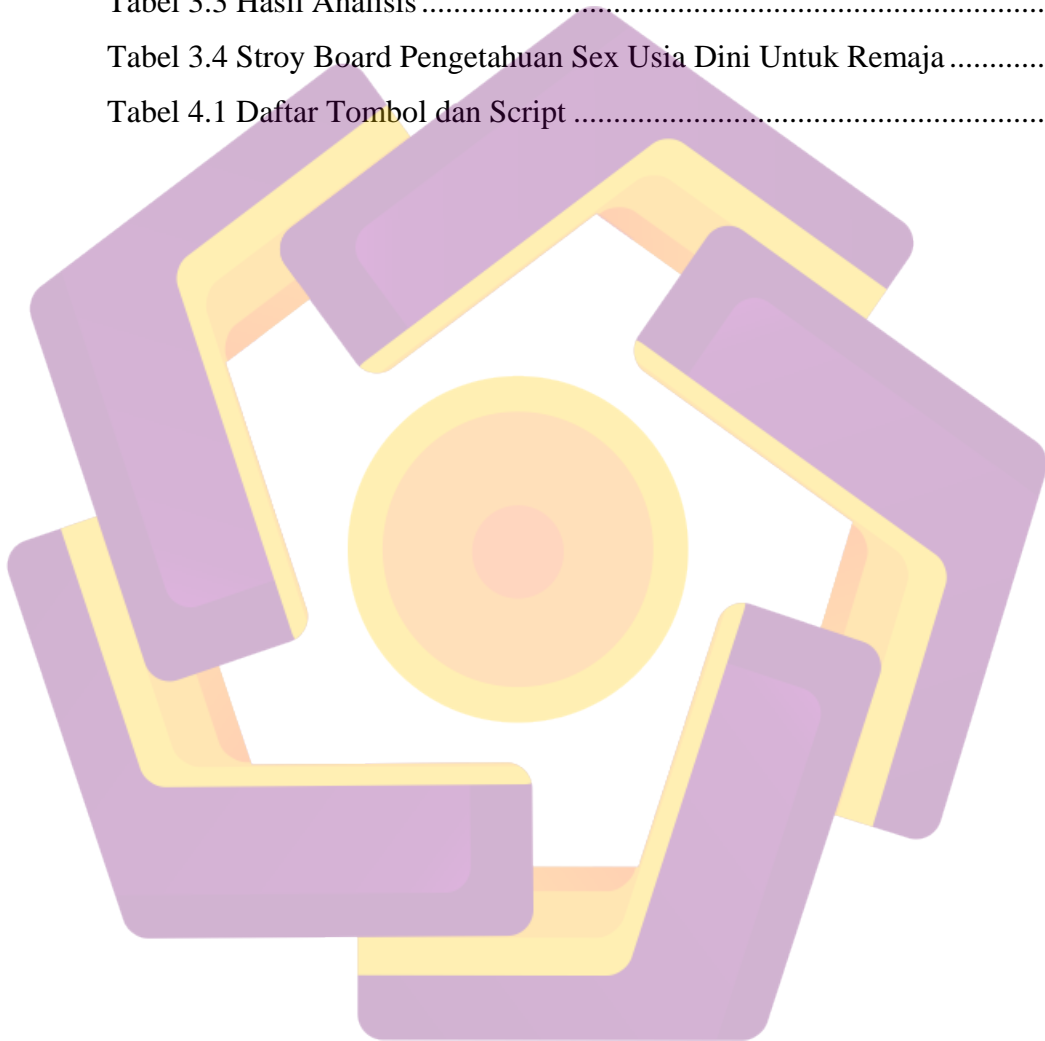 Tabel 3.3 Hasil Analisis ....................................................................................
Tabel 3.4 Stroy Board Pengetahuan Sex Usia Dini Untuk Remaja ............
Tabel 4.1 Daftar Tombol dan Script ............................................................